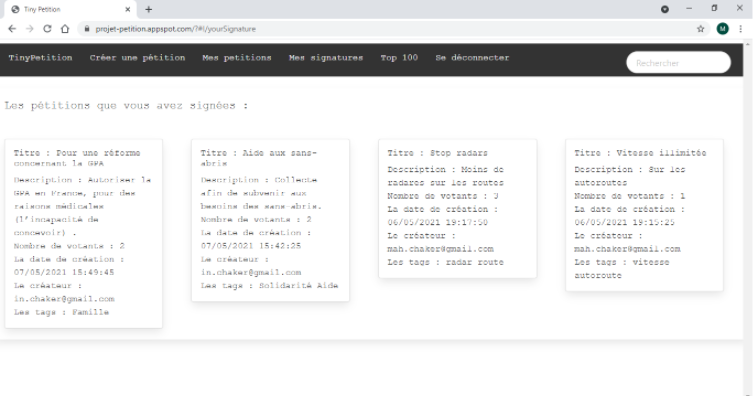 Tiny Petition
projet-petition.appspot.com/?#!/yourSignature
M
TinyPetition Créer une pétition Mes petitions Mes signatures Top 100 Se déconnecter
Rechercher
Les pétitions que vous avez signées :
Titre : Pour une réforme
concernant la GPA
Description : Autoriser la
GPA en France, pour des
raisons médicales
(l'incapacité de
concevoir) .
Nombre de votants : 2
La date de création :
07/05/2021 15:49:45
Le créateur :
in.chaker@gmail.com
Les tags : Famille
Titre : Aide aux sans-
abris
Description : Collecte
afin de subvenir aux
besoins des sans-abris.
Nombre de votants : 2
La date de création :
07/05/2021 15:42:25
Le créateur :
in.chaker@gmail.com
Les tags : Solidarité Aide
Titre : Stop radars
Description : Moins de
radares sur les routes
Nombre de votants : 3
La date de création :
06/05/2021 19:17:50
Le créateur :
mah.chaker@gmail.com
Les tags : radar route
Titre : Vitesse illimitée
Description : Sur les
autoroutes
Nombre de votants : 1
La date de création :
06/05/2021 19:15:25
Le créateur :
mah.chaker@gmail.com
Les tags : vitesse
autoroute